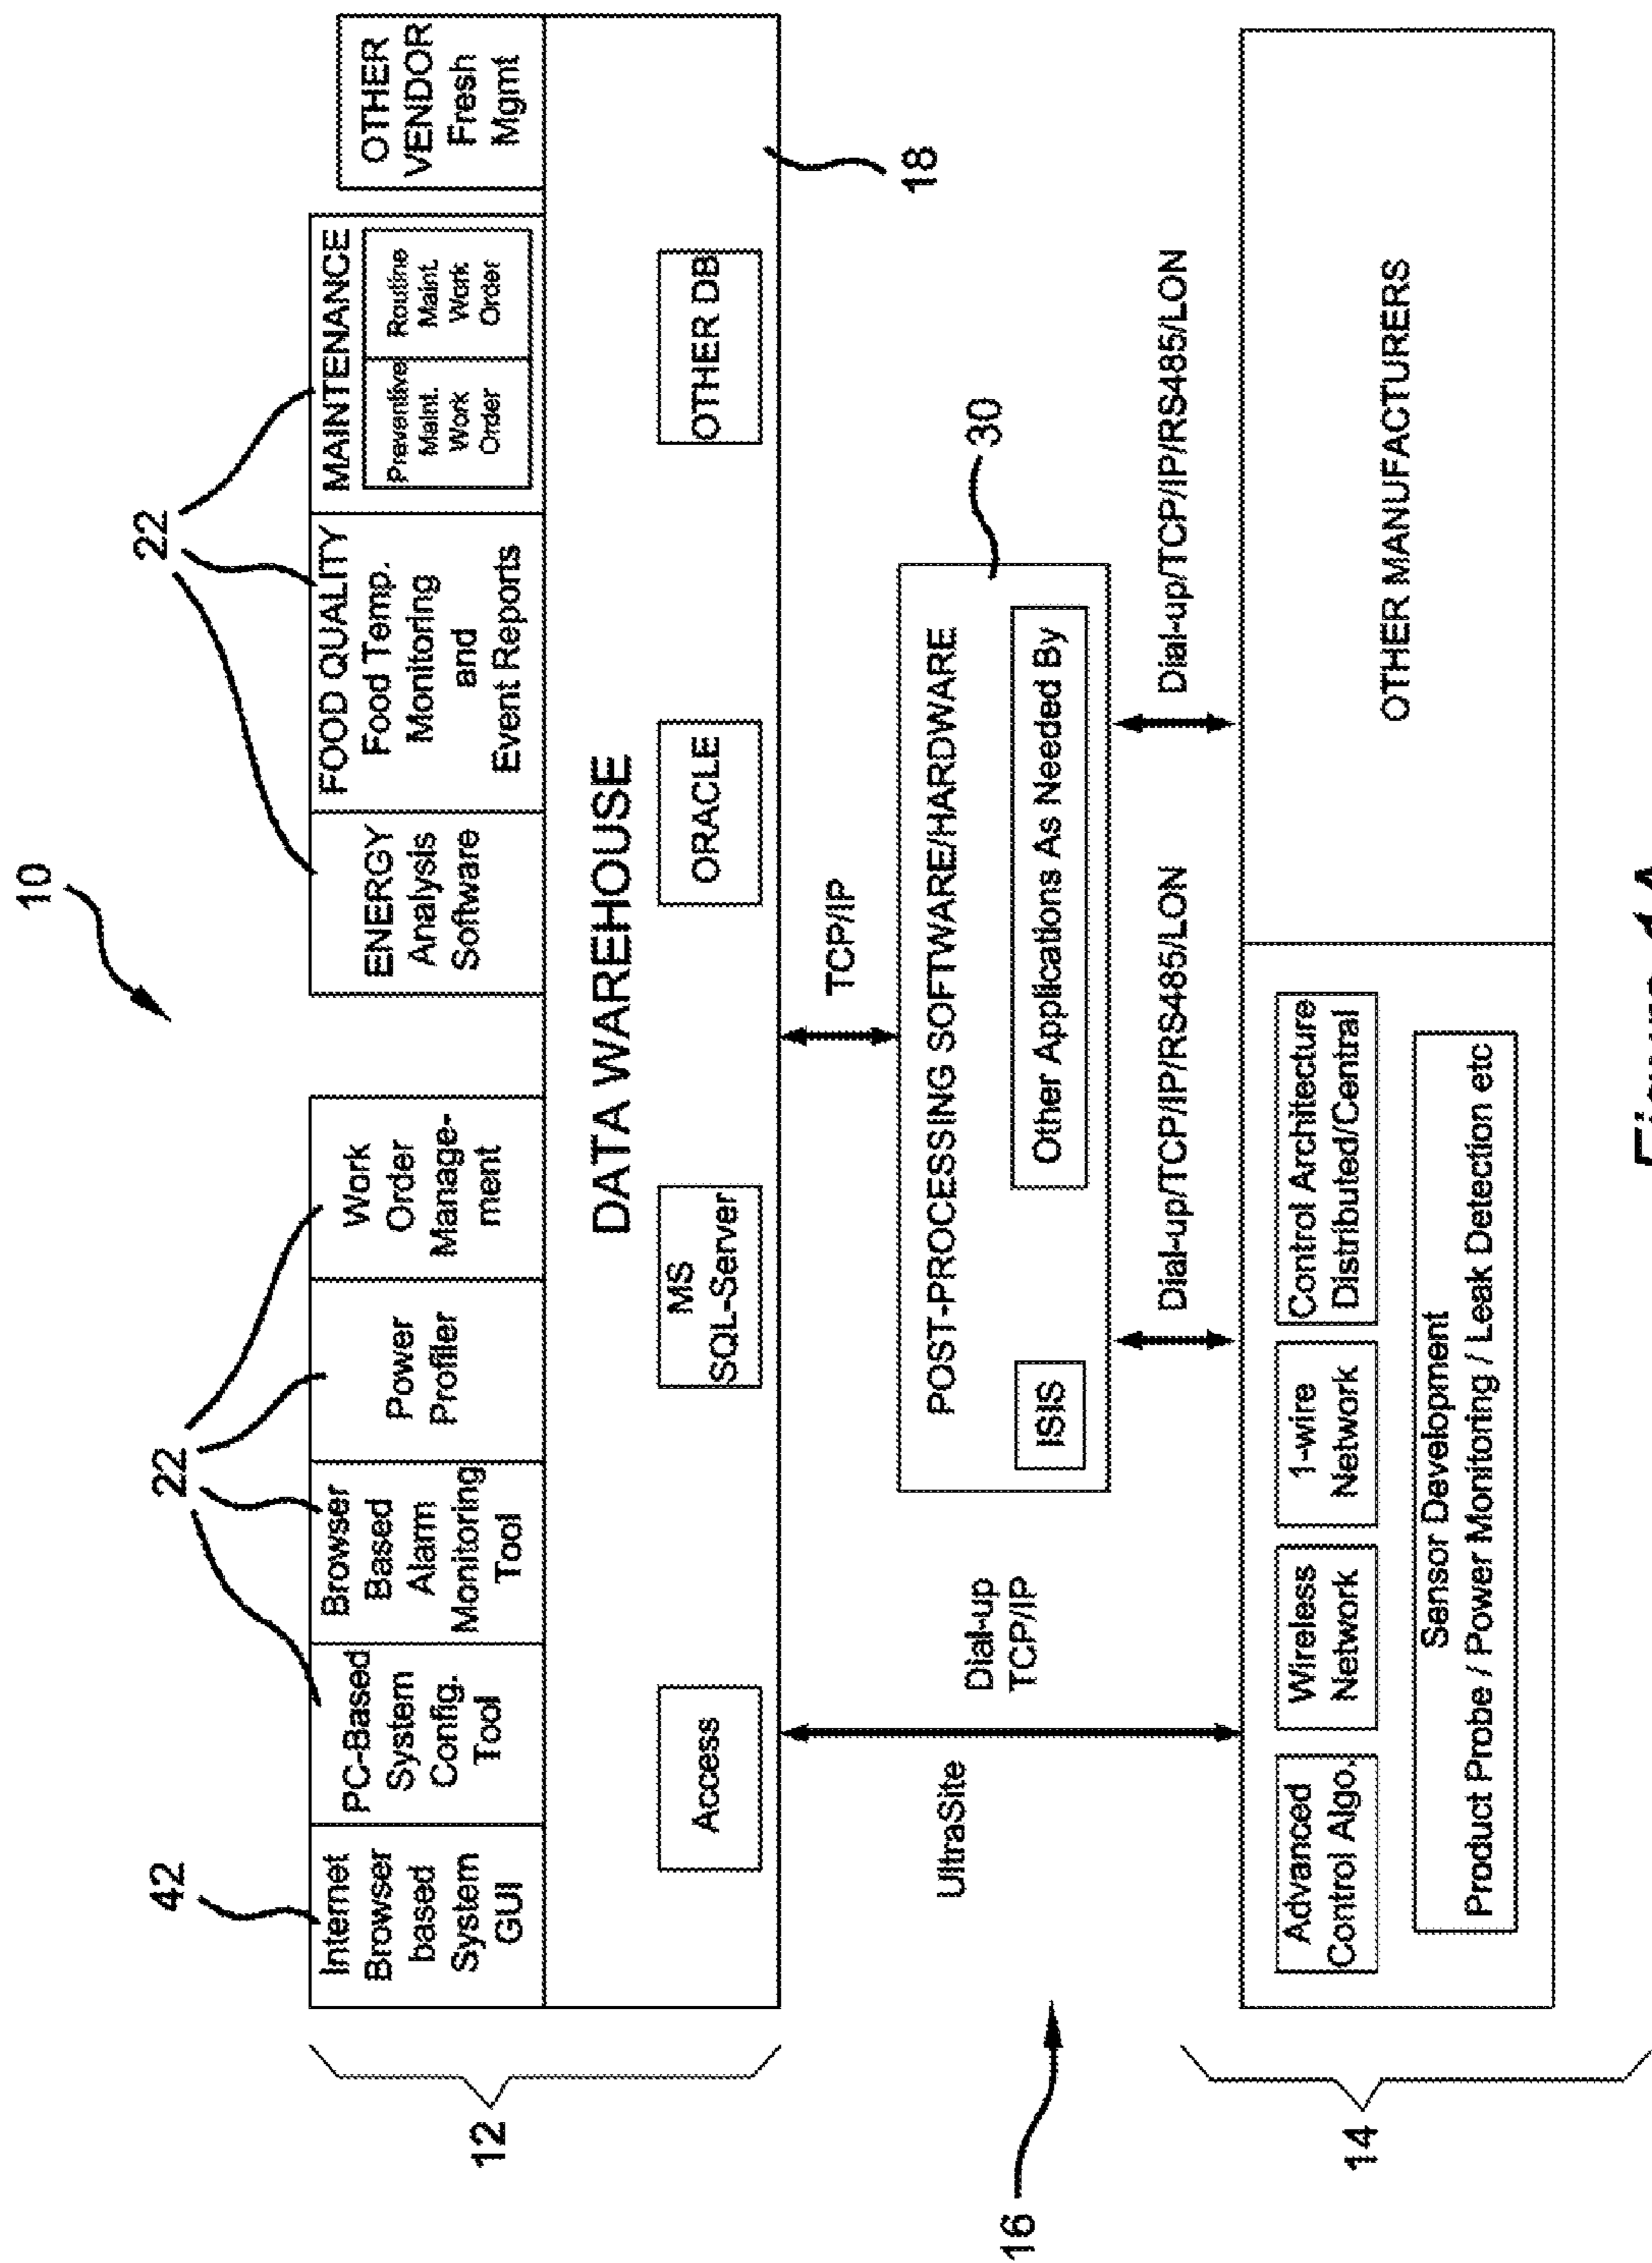 10
22
22
42
Internet
Browser
based
System
GUI
PC-Based
System
Config.
Tool
Browser
Based
Alarm
Monitoring
Tool
Power
Profiler
Work
Order
Manage-
ment
ENERGY
Analysis
Software
FOOD QUALITY
Food Temp.
Monitoring
and
Event Reports
MAINTENANCE
Preventive
Maint.
Work
Order
Routine
Maint.
Work
Order
OTHER
VENDOR
Fresh
Mgmt
12
DATA WAREHOUSE
Access
MS
SQL-Server
ORACLE
OTHER DB
18
TCP/IP
UltraSite
Dial-up
TCP/IP
POST-PROCESSING SOFTWARE/HARDWARE
ISIS
Other Applications As Needed By
30
16
Dial-up/TCP/IP/RS485/LON
Dial-up/TCP/IP/RS485/LON
14
Advanced
Control Algo.
Wireless
Network
1-wire
Network
Control Architecture
Distributed/Central
Sensor Development
Product Probe / Power Monitoring / Leak Detection etc
OTHER MANUFACTURERS